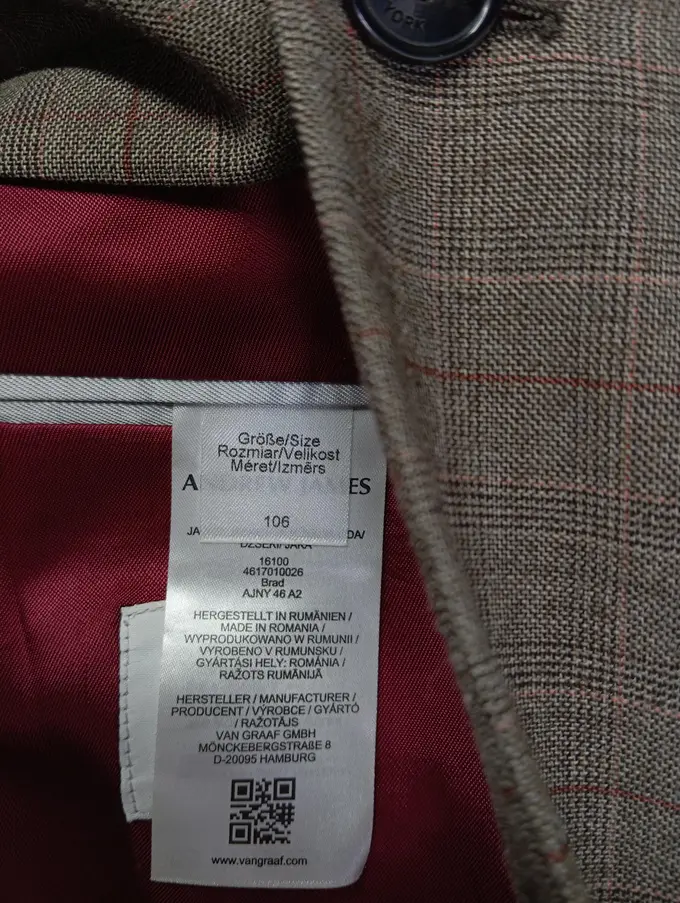 YORK
Größe/Size
Rozmiar/Velikost
Méret/Izmērs
106
16100
4617010026
Brad
AJNY 46 A2
HERGESTELLT IN RUMÄNIEN /
MADE IN ROMANIA /
WYPRODUKOWANO W RUMUNII /
VYROBENO V RUMUNSKU /
GYÁRTÁSI HELY: ROMÁNIA /
RAŽOTS RUMĀNIJĀ
HERSTELLER / MANUFACTURER /
PRODUCENT / VÝROBCE / GYÁRTÓ
/ RAŽOTĀJS
VAN GRAAF GMBH
MÖNCKEBERGSTRAßE 8
D-20095 HAMBURG
www.vangraaf.com